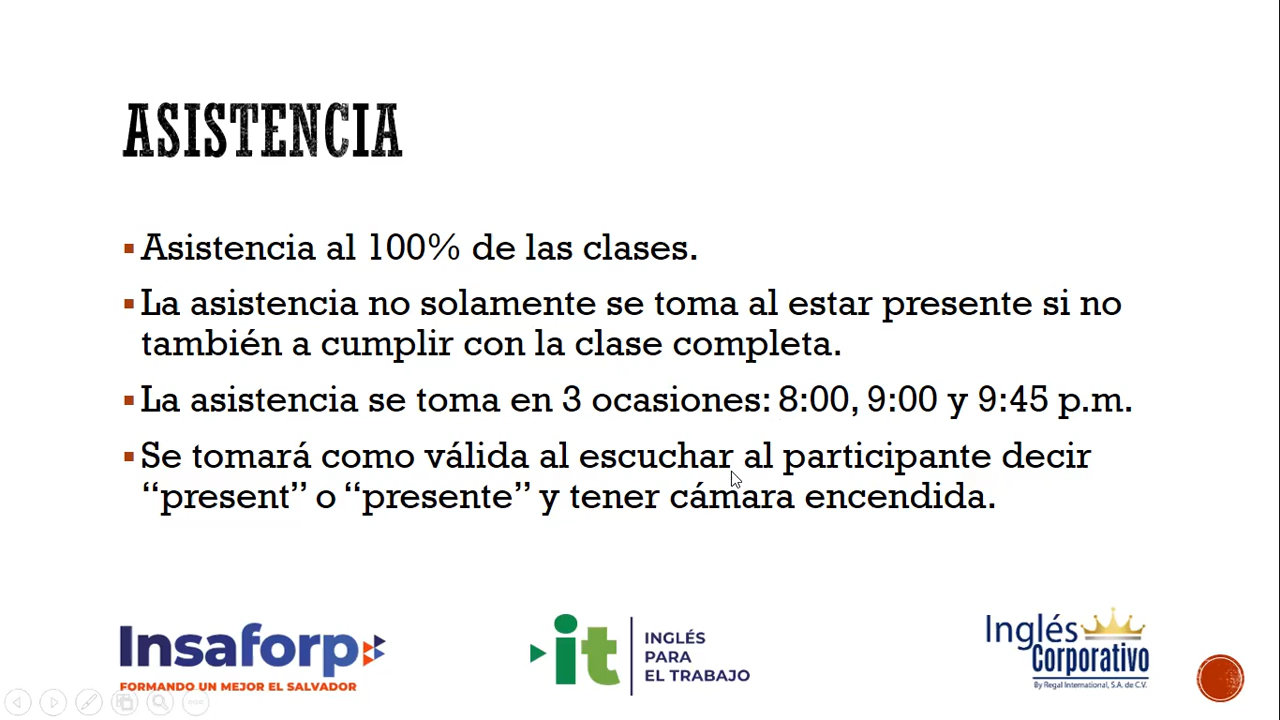 ASISTENCIA
Asistencia al 100% de las clases.
La asistencia no solamente se toma al estar presente si no
también a cumplir con la clase completa.
La asistencia se toma en 3 ocasiones: 8:00, 9:00 y 9:45 p.m.
Se tomará como válida al escuchar al participante decir
“present” o “presente” y tener cámara encendida.
Insaforp
FORMANDO UN MEJOR EL SALVADOR
it
INGLÉS
PARA
EL TRABAJO
Inglés
Corporativo
By Regal International, S.A. de C.V.